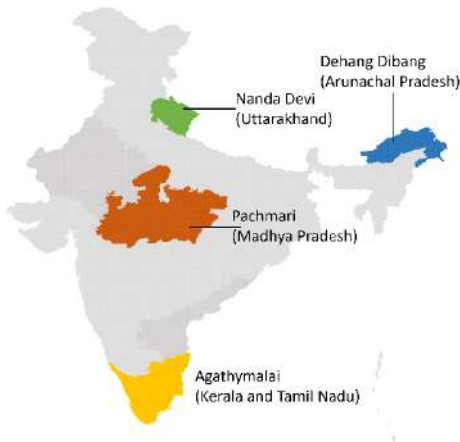 Dehang Dibang
(Arunachal Pradesh)
Nanda Devi
(Uttarakhand)
Pachmari
(Madhya Pradesh)
Agathymalai
(Kerala and Tamil Nadu)